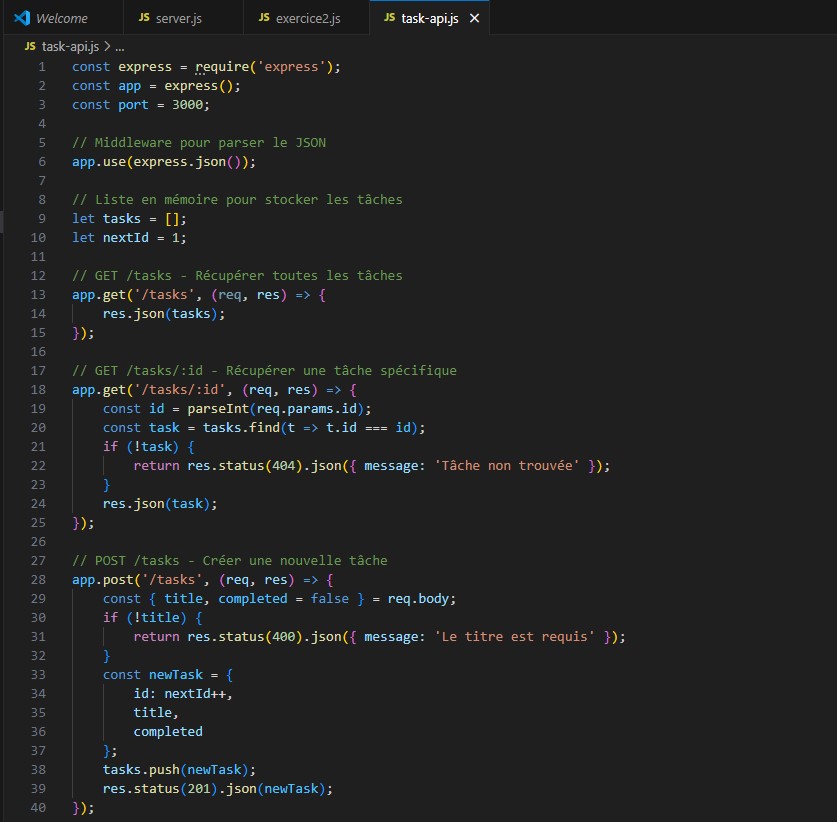 Welcome
JS server.js
JS exercice2.js
JS task-api.js ×
JS task-api.js > ...
1 const express = require('express');
2 const app = express();
3 const port = 3000;
4
5 // Middleware pour parser le JSON
6 app.use(express.json());
7
8 // Liste en mémoire pour stocker les tâches
9 let tasks = [];
10 let nextId = 1;
11
12 // GET /tasks - Récupérer toutes les tâches
13 app.get('/tasks', (req, res) => {
14     res.json(tasks);
15 });
16
17 // GET /tasks/:id - Récupérer une tâche spécifique
18 app.get('/tasks/:id', (req, res) => {
19     const id = parseInt(req.params.id);
20     const task = tasks.find(t => t.id === id);
21     if (!task) {
22         return res.status(404).json({ message: 'Tâche non trouvée' });
23     }
24     res.json(task);
25 });
26
27 // POST /tasks - Créer une nouvelle tâche
28 app.post('/tasks', (req, res) => {
29     const { title, completed = false } = req.body;
30     if (!title) {
31         return res.status(400).json({ message: 'Le titre est requis' });
32     }
33     const newTask = {
34         id: nextId++,
35         title,
36         completed
37     };
38     tasks.push(newTask);
39     res.status(201).json(newTask);
40 });